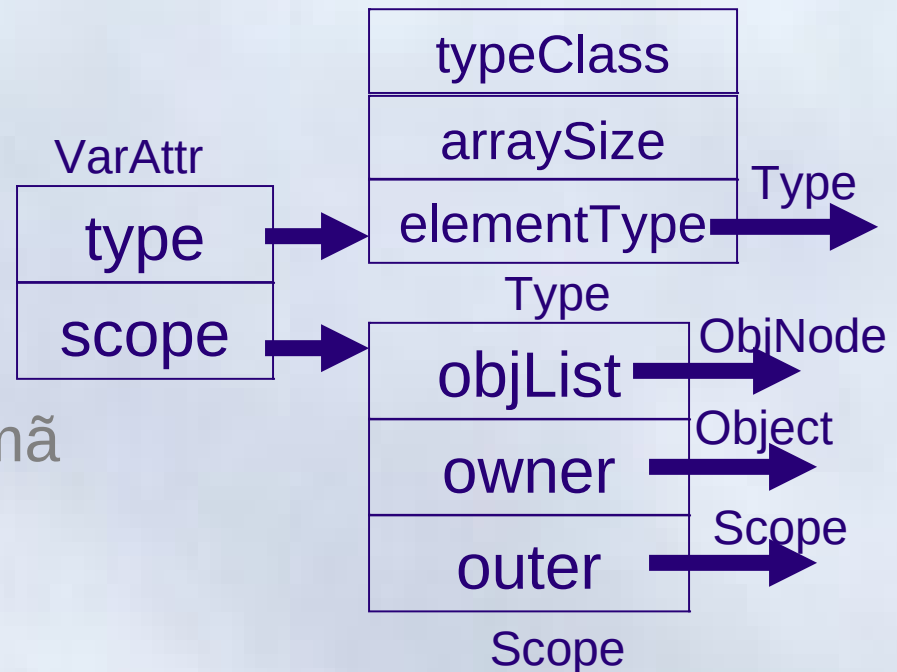 typeClass
arraySize
elementType
Type
Type
VarAttr
type
scope
mã
objList
ObjNode
owner
Object
outer
Scope
Scope